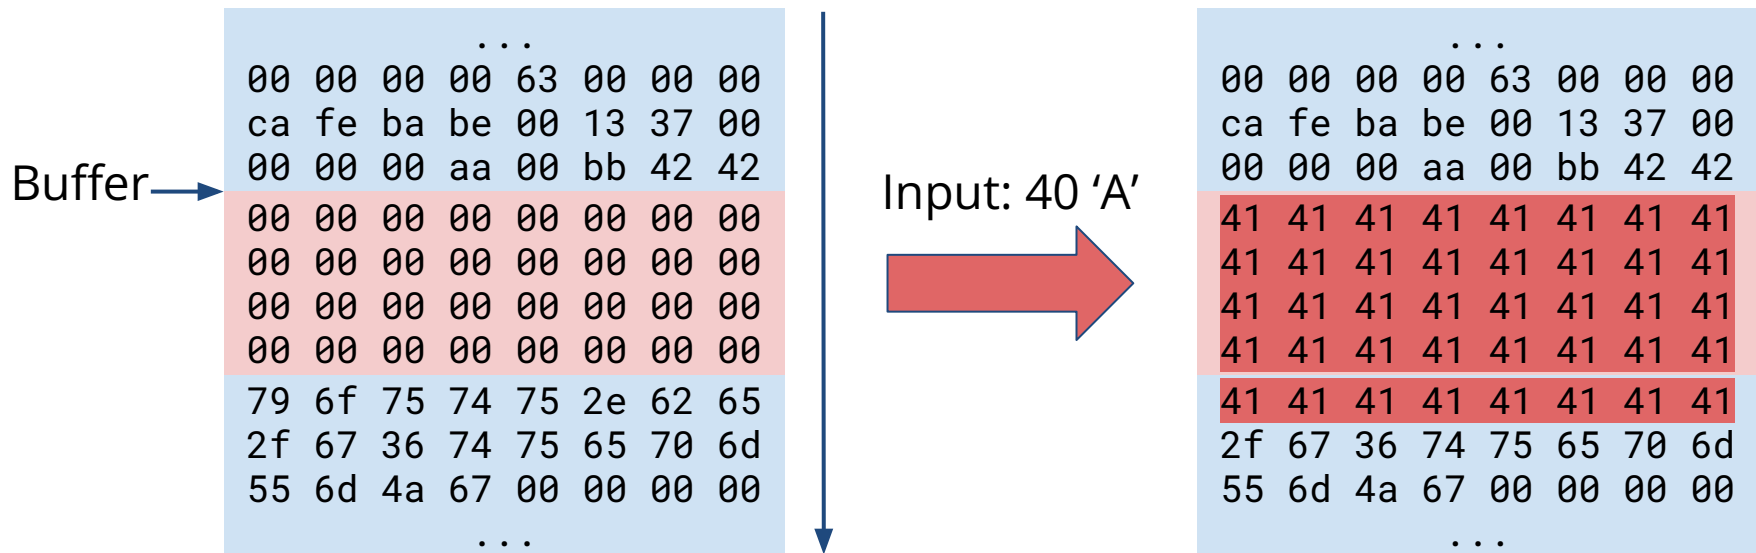 ...
00 00 00 00 63 00 00 00
ca fe ba be 00 13 37 00
00 00 00 aa 00 bb 42 42
Buffer
00 00 00 00 00 00 00 00
00 00 00 00 00 00 00 00
00 00 00 00 00 00 00 00
00 00 00 00 00 00 00 00
79 6f 75 74 75 2e 62 65
2f 67 36 74 75 65 70 6d
55 6d 4a 67 00 00 00 00
...
Input: 40 ‘A’
...
00 00 00 00 63 00 00 00
ca fe ba be 00 13 37 00
00 00 00 aa 00 bb 42 42
41 41 41 41 41 41 41 41
41 41 41 41 41 41 41 41
41 41 41 41 41 41 41 41
41 41 41 41 41 41 41 41
41 41 41 41 41 41 41 41
2f 67 36 74 75 65 70 6d
55 6d 4a 67 00 00 00 00
...